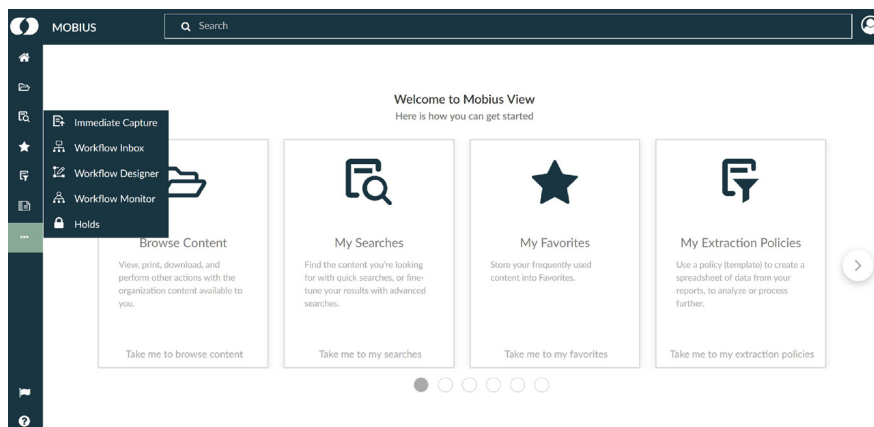 MOBIUS
Search
Immediate Capture
Workflow Inbox
Workflow Designer
Workflow Monitor
Holds
Welcome to Mobius View
Here is how you can get started
Browse Content
View, print, download, and
perform other actions with the
organization content available to
you.
Take me to browse content
My Searches
Find the content you're looking
for with quick searches, or fine-
tune your results with advanced
searches.
Take me to my searches
My Favorites
Store your frequently used
content into Favorites.
Take me to my favorites
My Extraction Policies
Use a policy (template) to create a
spreadsheet of data from your
reports, to analyze or process
further.
Take me to my extraction policies